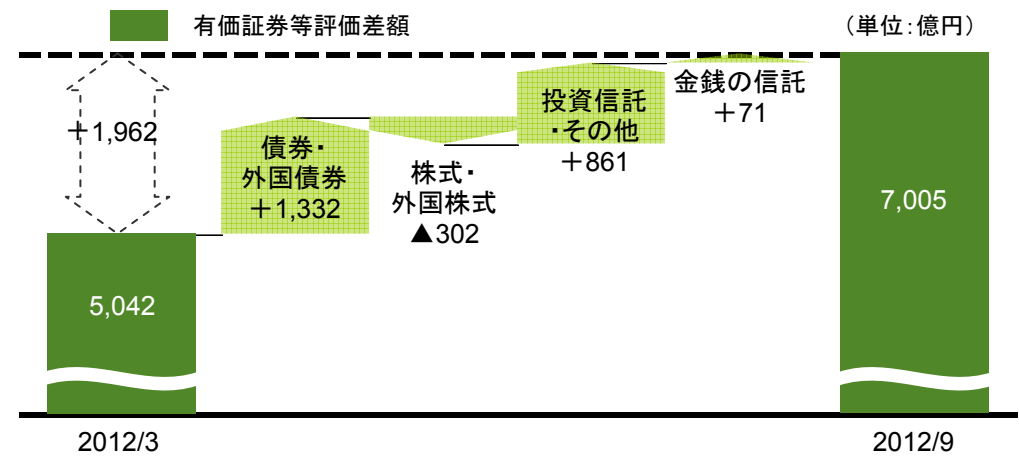 有価証券等評価差額
（単位：億円）
＋1,962
債券・
外国債券
＋1,332
株式・
外国株式
▲302
投資信託
・その他
＋861
金銭の信託
＋71
5,042
7,005
2012/3
2012/9